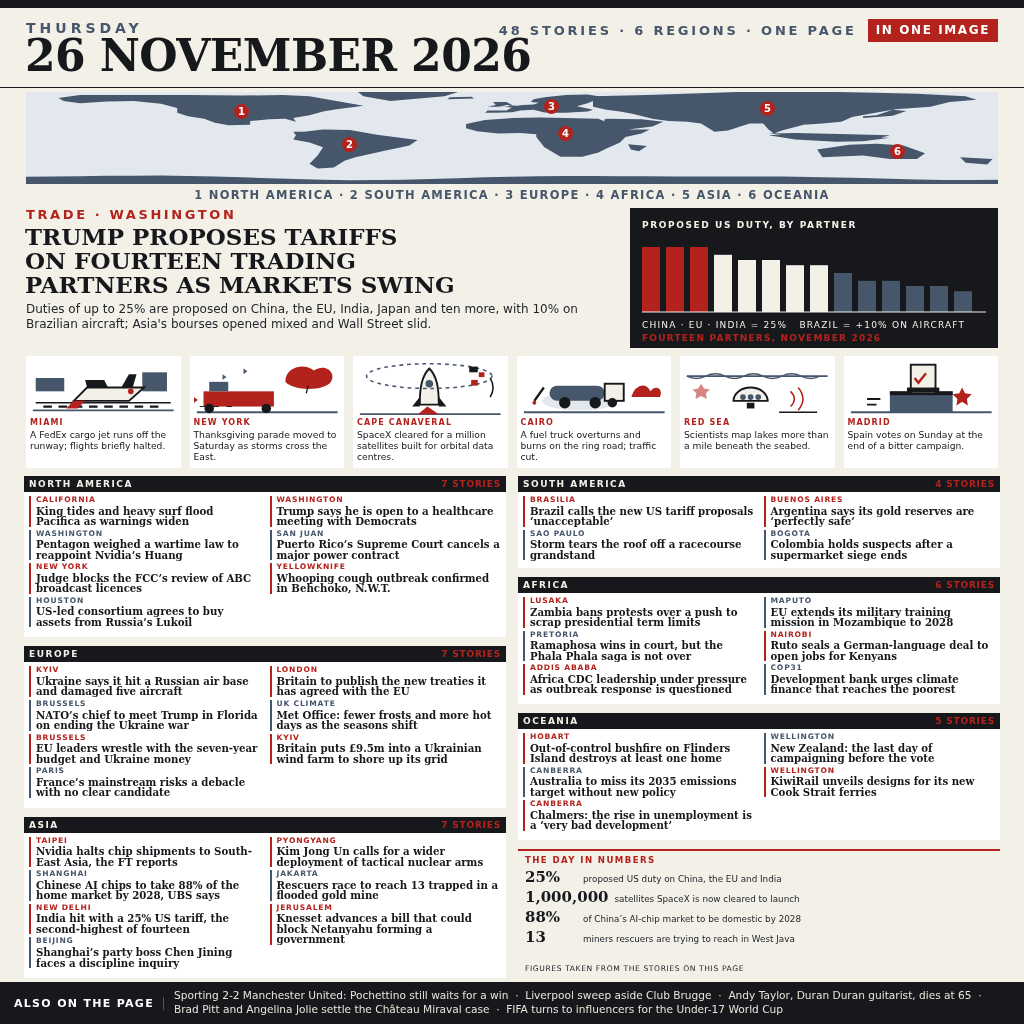 THURSDAY
26 NOVEMBER 2026
48 STORIES · 6 REGIONS · ONE PAGE
IN ONE IMAGE
1
2
3
4
5
6
1 NORTH AMERICA · 2 SOUTH AMERICA · 3 EUROPE · 4 AFRICA · 5 ASIA · 6 OCEANIA
TRADE · WASHINGTON
TRUMP PROPOSES TARIFFS
ON FOURTEEN TRADING
PARTNERS AS MARKETS SWING
Duties of up to 25% are proposed on China, the EU, India, Japan and ten more, with 10% on
Brazilian aircraft; Asia's bourses opened mixed and Wall Street slid.
PROPOSED US DUTY, BY PARTNER
CHINA · EU · INDIA = 25% BRAZIL = +10% ON AIRCRAFT
FOURTEEN PARTNERS, NOVEMBER 2026
MIAMI
A FedEx cargo jet runs off the
runway; flights briefly halted.
NEW YORK
Thanksgiving parade moved to
Saturday as storms cross the
East.
CAPE CANAVERAL
SpaceX cleared for a million
satellites built for orbital data
centres.
CAIRO
A fuel truck overturns and
burns on the ring road; traffic
cut.
RED SEA
Scientists map lakes more than
a mile beneath the seabed.
MADRID
Spain votes on Sunday at the
end of a bitter campaign.
NORTH AMERICA
7 STORIES
CALIFORNIA
King tides and heavy surf flood
Pacifica as warnings widen
WASHINGTON
Pentagon weighed a wartime law to
reappoint Nvidia’s Huang
NEW YORK
Judge blocks the FCC’s review of ABC
broadcast licences
HOUSTON
US-led consortium agrees to buy
assets from Russia’s Lukoil
WASHINGTON
Trump says he is open to a healthcare
meeting with Democrats
SAN JUAN
Puerto Rico’s Supreme Court cancels a
major power contract
YELLOWKNIFE
Whooping cough outbreak confirmed
in Behchoko, N.W.T.
SOUTH AMERICA
4 STORIES
BRASILIA
Brazil calls the new US tariff proposals
‘unacceptable’
SAO PAULO
Storm tears the roof off a racecourse
grandstand
BUENOS AIRES
Argentina says its gold reserves are
‘perfectly safe’
BOGOTA
Colombia holds suspects after a
supermarket siege ends
EUROPE
7 STORIES
KYIV
Ukraine says it hit a Russian air base
and damaged five aircraft
BRUSSELS
NATO’s chief to meet Trump in Florida
on ending the Ukraine war
BRUSSELS
EU leaders wrestle with the seven-year
budget and Ukraine money
PARIS
France’s mainstream risks a debacle
with no clear candidate
LONDON
Britain to publish the new treaties it
has agreed with the EU
UK CLIMATE
Met Office: fewer frosts and more hot
days as the seasons shift
KYIV
Britain puts £9.5m into a Ukrainian
wind farm to shore up its grid
AFRICA
6 STORIES
LUSAKA
Zambia bans protests over a push to
scrap presidential term limits
PRETORIA
Ramaphosa wins in court, but the
Phala Phala saga is not over
ADDIS ABABA
Africa CDC leadership under pressure
as outbreak response is questioned
MAPUTO
EU extends its military training
mission in Mozambique to 2028
NAIROBI
Ruto seals a German-language deal to
open jobs for Kenyans
COP31
Development bank urges climate
finance that reaches the poorest
OCEANIA
5 STORIES
HOBART
Out-of-control bushfire on Flinders
Island destroys at least one home
CANBERRA
Australia to miss its 2035 emissions
target without new policy
CANBERRA
Chalmers: the rise in unemployment is
a ‘very bad development’
WELLINGTON
New Zealand: the last day of
campaigning before the vote
WELLINGTON
KiwiRail unveils designs for its new
Cook Strait ferries
ASIA
7 STORIES
TAIPEI
Nvidia halts chip shipments to South-
East Asia, the FT reports
SHANGHAI
Chinese AI chips to take 88% of the
home market by 2028, UBS says
NEW DELHI
India hit with a 25% US tariff, the
second-highest of fourteen
BEIJING
Shanghai’s party boss Chen Jining
faces a discipline inquiry
PYONGYANG
Kim Jong Un calls for a wider
deployment of tactical nuclear arms
JAKARTA
Rescuers race to reach 13 trapped in a
flooded gold mine
JERUSALEM
Knesset advances a bill that could
block Netanyahu forming a
government
THE DAY IN NUMBERS
25% proposed US duty on China, the EU and India
1,000,000 satellites SpaceX is now cleared to launch
88% of China’s AI-chip market to be domestic by 2028
13 miners rescuers are trying to reach in West Java
FIGURES TAKEN FROM THE STORIES ON THIS PAGE
ALSO ON THE PAGE
Sporting 2-2 Manchester United: Pochettino still waits for a win · Liverpool sweep aside Club Brugge · Andy Taylor, Duran Duran guitarist, dies at 65 ·
Brad Pitt and Angelina Jolie settle the Château Miraval case · FIFA turns to influencers for the Under-17 World Cup